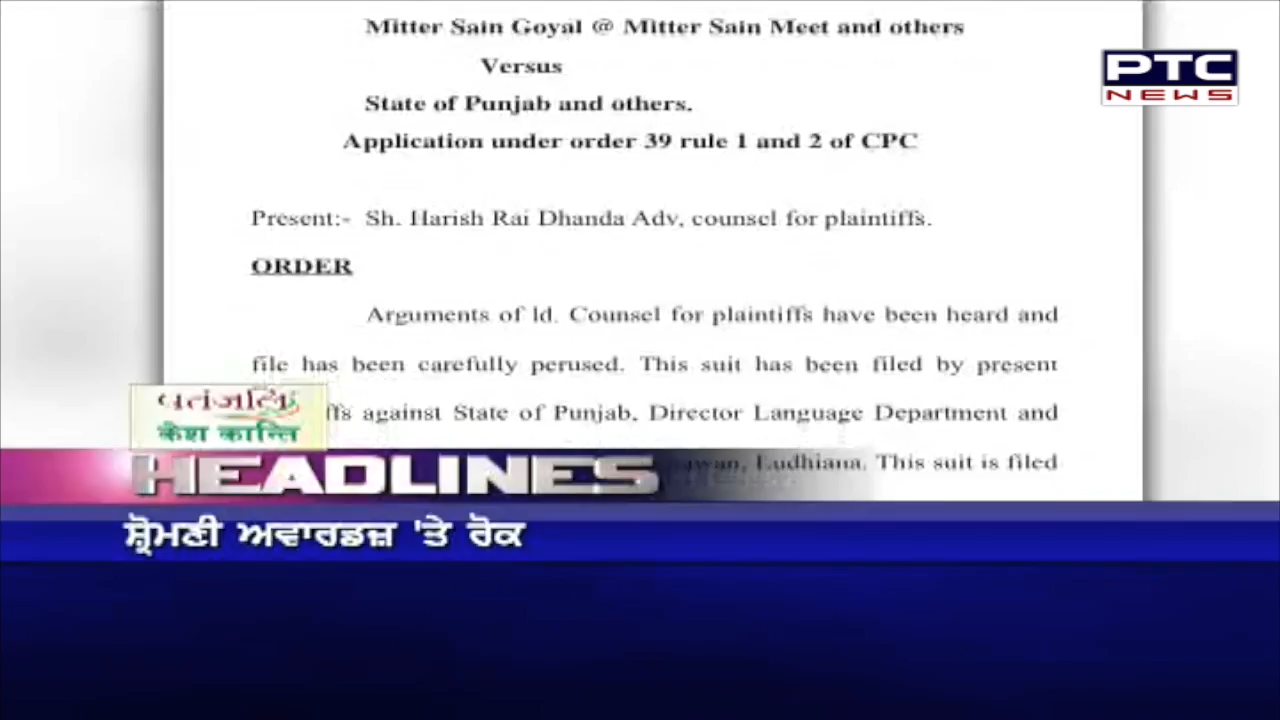 Mitter Sain Goyal @ Mitter Sain Meet and others
Versus
State of Punjab and others.
Application under order 39 rule 1 and 2 of CPC
PTC
NEWS
Present:- Sh. Harish Rai Dhanda Adv, counsel for plaintiffs.
ORDER
Arguments of ld. Counsel for plaintiffs have been heard and
file has been carefully perused. This suit has been filed by present
against State of Punjab, Director Language Department and
Ludhiana. This suit is filed
पतंजलि
केश कान्ति
HEADLINES
ਸ਼੍ਰੋਮਣੀ ਅਵਾਰਡਜ਼ 'ਤੇ ਰੋਕ